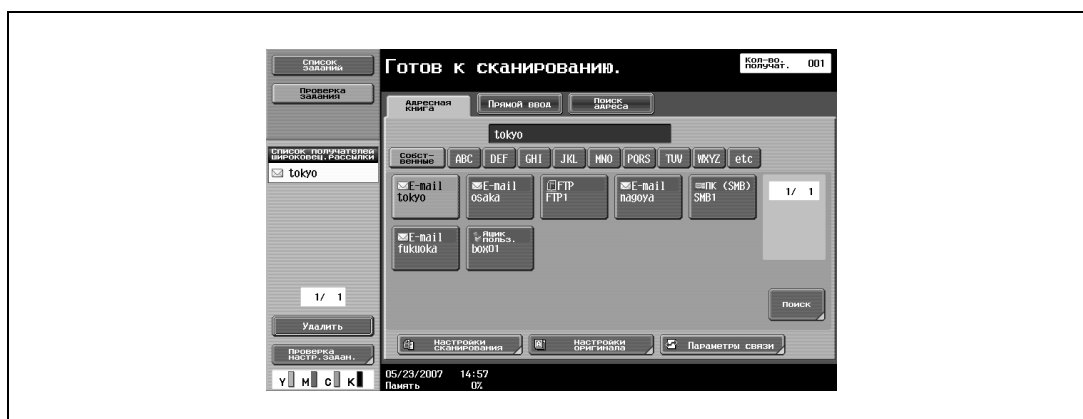 Список
заданий
Проверка
задания
Готов к сканированию.
Кол-во.
получат. 001
Адресная
книга
Прямой ввод
Поиск
адреса
tokyo
Список получателей
широковещ.рассылки
tokyo
Собст-
венные
ABC
DEF
GHI
JKL
MNO
PQRS
TUV
WXYZ
etc
E-mail
tokyo
E-mail
osaka
FTP
FTP1
E-mail
nagoya
ПК (SMB)
SMB1
1/ 1
E-mail
fukuoka
Ящик
польз.
box01
1/ 1
Поиск
Удалить
Проверка
настр.задан.
Настройки
сканирования
Настройки
оригинала
Параметры связи
Y M C K
05/23/2007 14:57
Память 0%